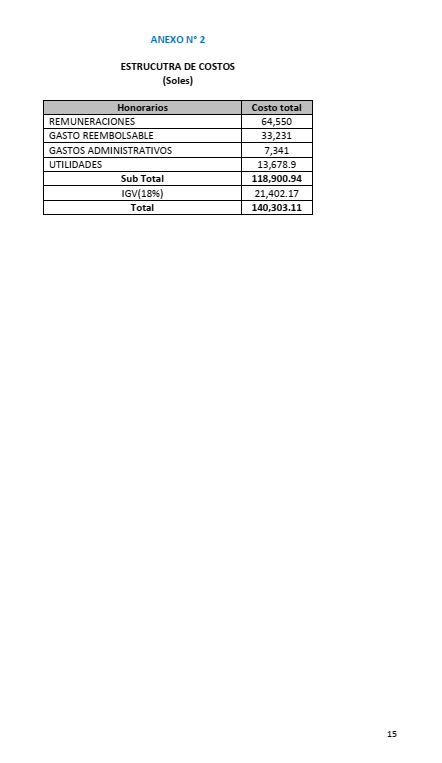 ANEXO N° 2
ESTRUCUTRA DE COSTOS
(Soles)
Honorarios Costo total
REMUNERACIONES 64,550
GASTO REEMBOLSABLE 33,231
GASTOS ADMINISTRATIVOS 7,341
UTILIDADES 13,678.9
Sub Total 118,900.94
IGV(18%) 21,402.17
Total 140,303.11
15